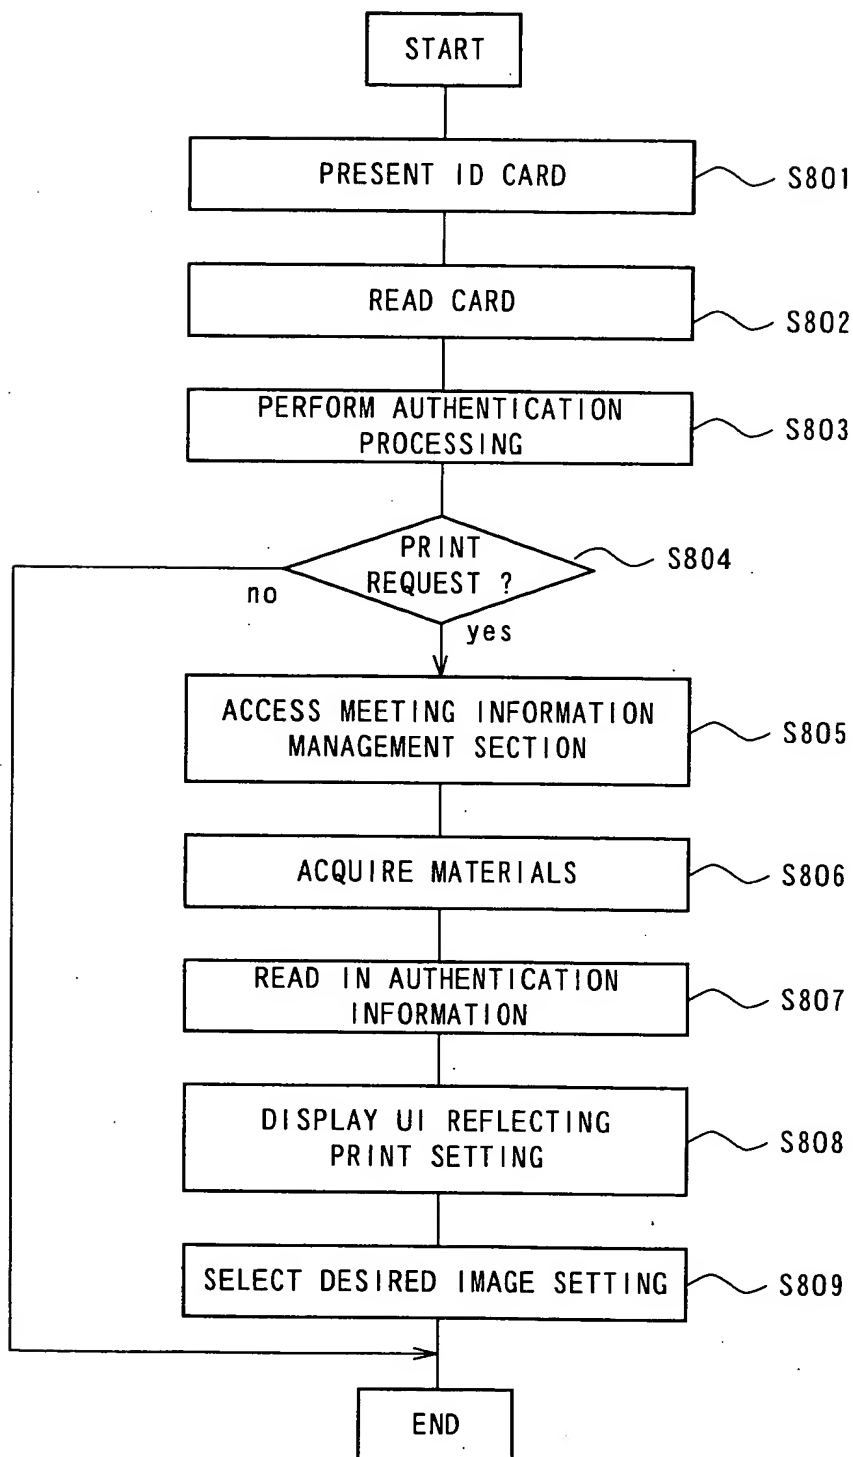 START
PRESENT ID CARD
S801
READ CARD
S802
PERFORM AUTHENTICATION
PROCESSING
S803
PRINT
REQUEST ?
S804
no
yes
ACCESS MEETING INFORMATION
MANAGEMENT SECTION
S805
ACQUIRE MATERIALS
S806
READ IN AUTHENTICATION
INFORMATION
S807
DISPLAY UI REFLECTING
PRINT SETTING
S808
SELECT DESIRED IMAGE SETTING
S809
END